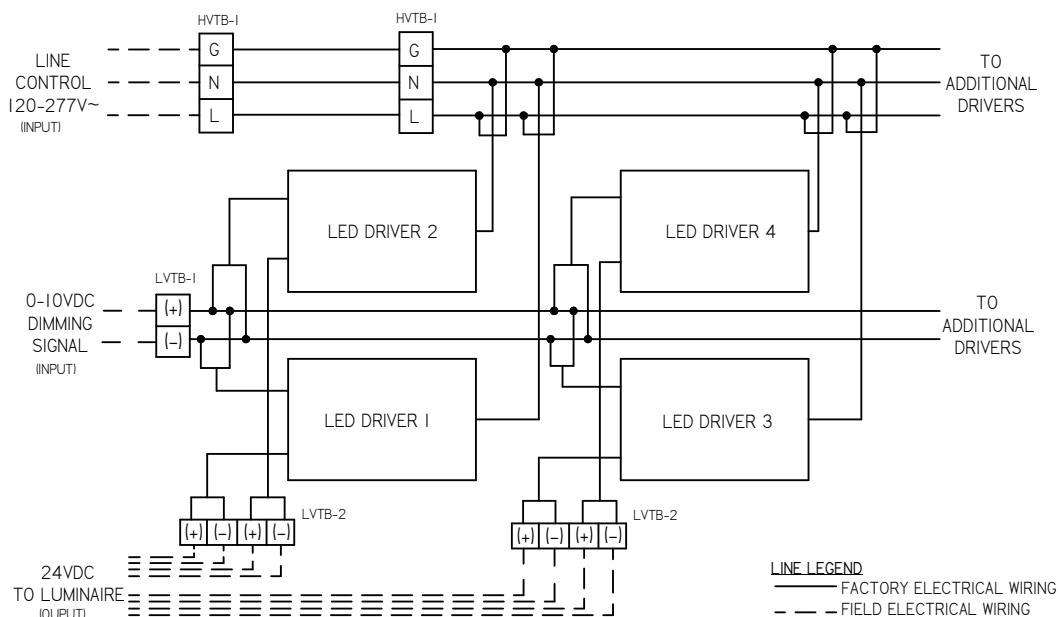 HVTB-1
HVTB-1
LINE
CONTROL
120-277V~
(INPUT)
G
N
L
G
N
L
TO
ADDITIONAL
DRIVERS
LED DRIVER 2
LED DRIVER 4
LVTB-1
0-10VDC
DIMMING
SIGNAL
(INPUT)
(+)
(-)
TO
ADDITIONAL
DRIVERS
LED DRIVER 1
LED DRIVER 3
LVTB-2
(+) (-) (+) (-)
LVTB-2
(+) (-) (+) (-)
24VDC
TO LUMINAIRE
(OUPUT)
LINE LEGEND
FACTORY ELECTRICAL WIRING
FIELD ELECTRICAL WIRING